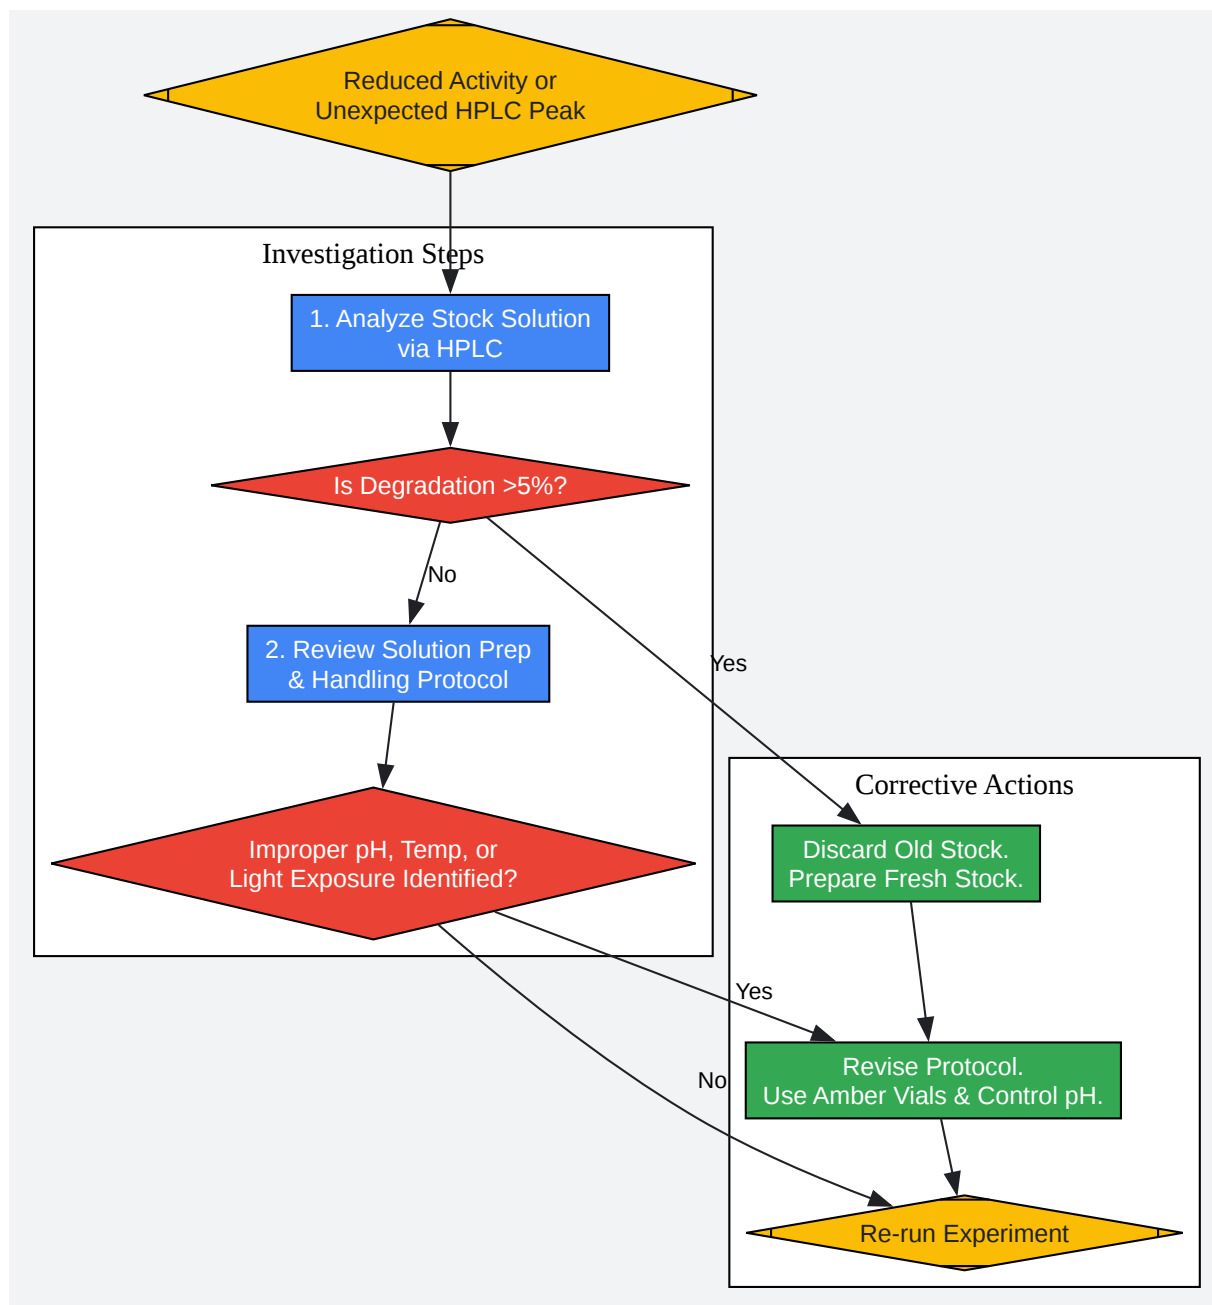 Reduced Activity or
Unexpected HPLC Peak
Investigation Steps
1. Analyze Stock Solution
via HPLC
Is Degradation >5%?
No
2. Review Solution Prep
& Handling Protocol
Yes
Improper pH, Temp, or
Light Exposure Identified?
Corrective Actions
Discard Old Stock.
Prepare Fresh Stock.
Yes
Revise Protocol.
Use Amber Vials & Control pH.
No
Re-run Experiment